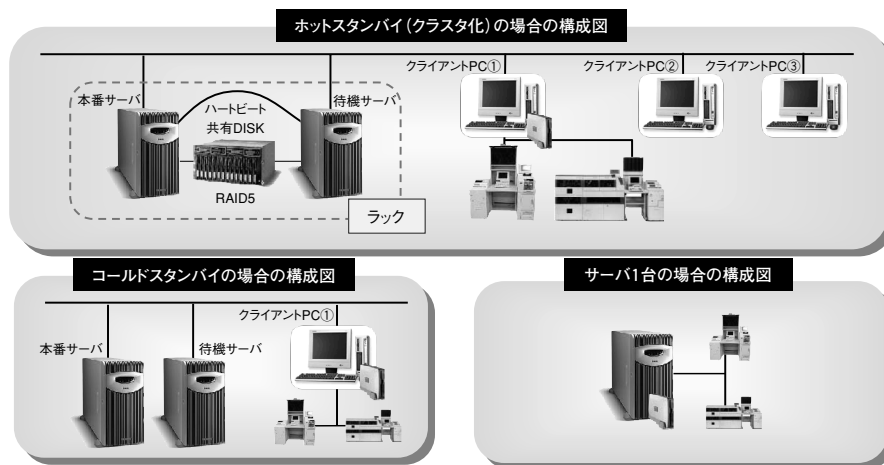 ホットスタンバイ(クラスタ化)の場合の構成図
クライアントPC①
クライアントPC②
クライアントPC③
本番サーバ
ハートビート
待機サーバ
共有DISK
RAID5
ラック
コールドスタンバイの場合の構成図
クライアントPC①
本番サーバ
待機サーバ
サーバ1台の場合の構成図